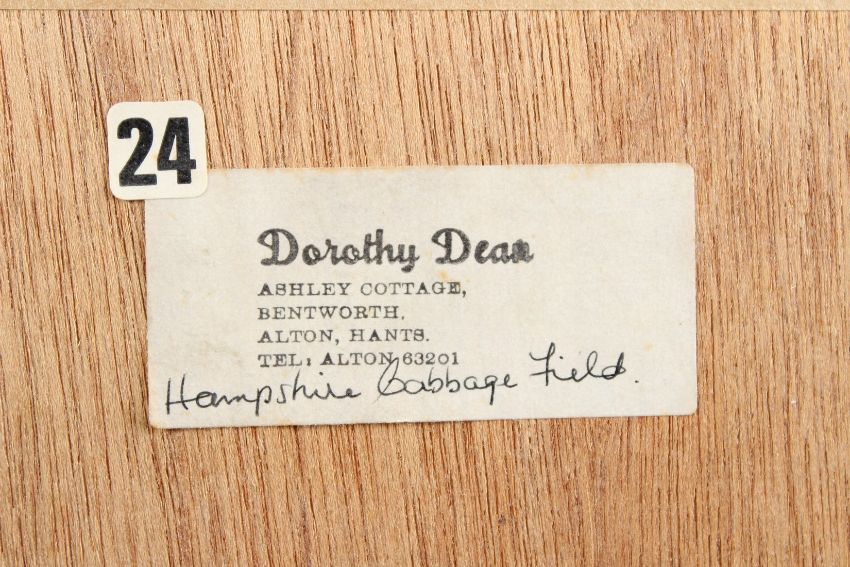 24
Dorothy Dean
ASHLEY COTTAGE,
BENTWORTH,
ALTON, HANTS.
TEL: ALTON 63201
Hampshire Cabbage Field.